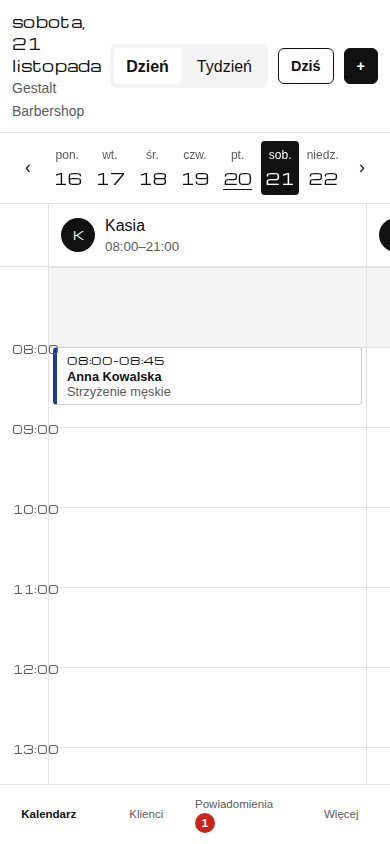 sobota,
21
listopada
Gestalt
Barbershop
Dzień Tydzień Dziś +
‹ pon. wt. śr. czw. pt. sob. niedz. ›
16 17 18 19 20 21 22
K Kasia
08:00–21:00
08:00
08:00-08:45
Anna Kowalska
Strzyżenie męskie
09:00
10:00
11:00
12:00
13:00
Kalendarz Klienci Powiadomienia 1 Więcej